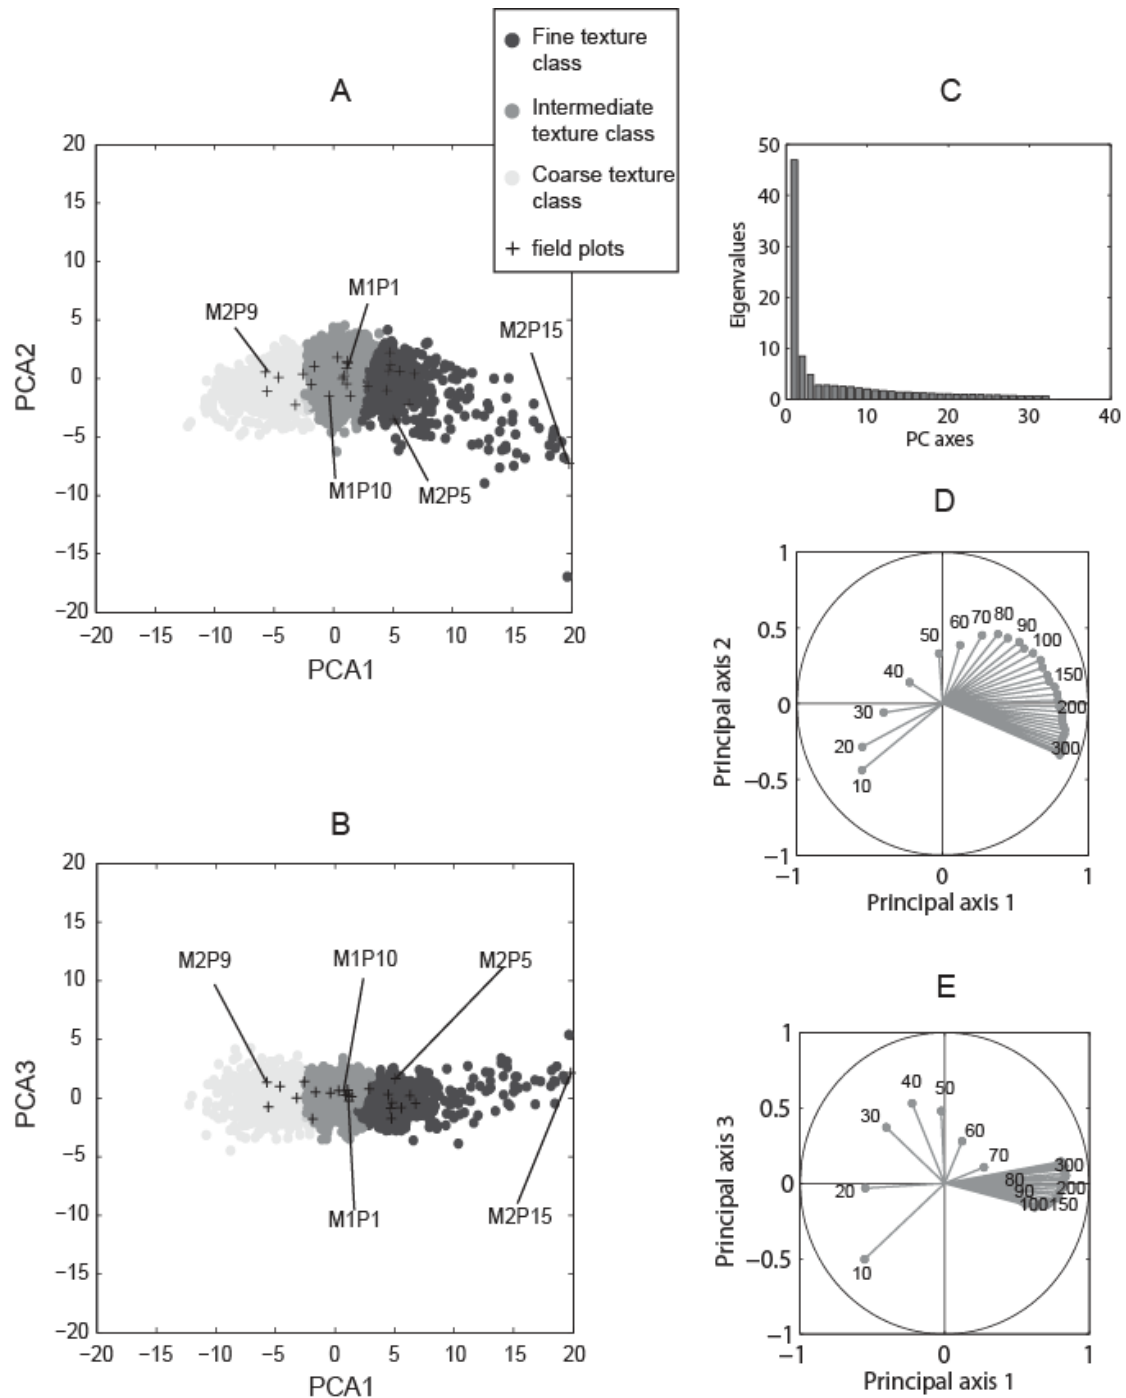 Fine texture
class
Intermediate
texture class
Coarse texture
class
field plots
A
20
15
10
5
0
−5
−10
−15
−20
−20
−15
−10
−5
0
5
10
15
20
PCA2
PCA1
M2P9
M1P1
M2P15
M1P10
M2P5
B
20
15
10
5
0
−5
−10
−15
−20
−20
−15
−10
−5
0
5
10
15
20
PCA3
PCA1
M2P9
M1P10
M2P5
M1P1
M2P15
C
50
40
30
20
10
0
0
10
20
30
40
Eigenvalues
PC axes
D
1
0.5
0
−0.5
−1
−1
0
1
Principal axis 2
Principal axis 1
50
60
70
80
90
100
150
200
300
40
30
20
10
E
1
0.5
0
−0.5
−1
−1
0
1
Principal axis 3
Principal axis 1
40
50
30
60
70
300
80
200
90
100
150
20
10